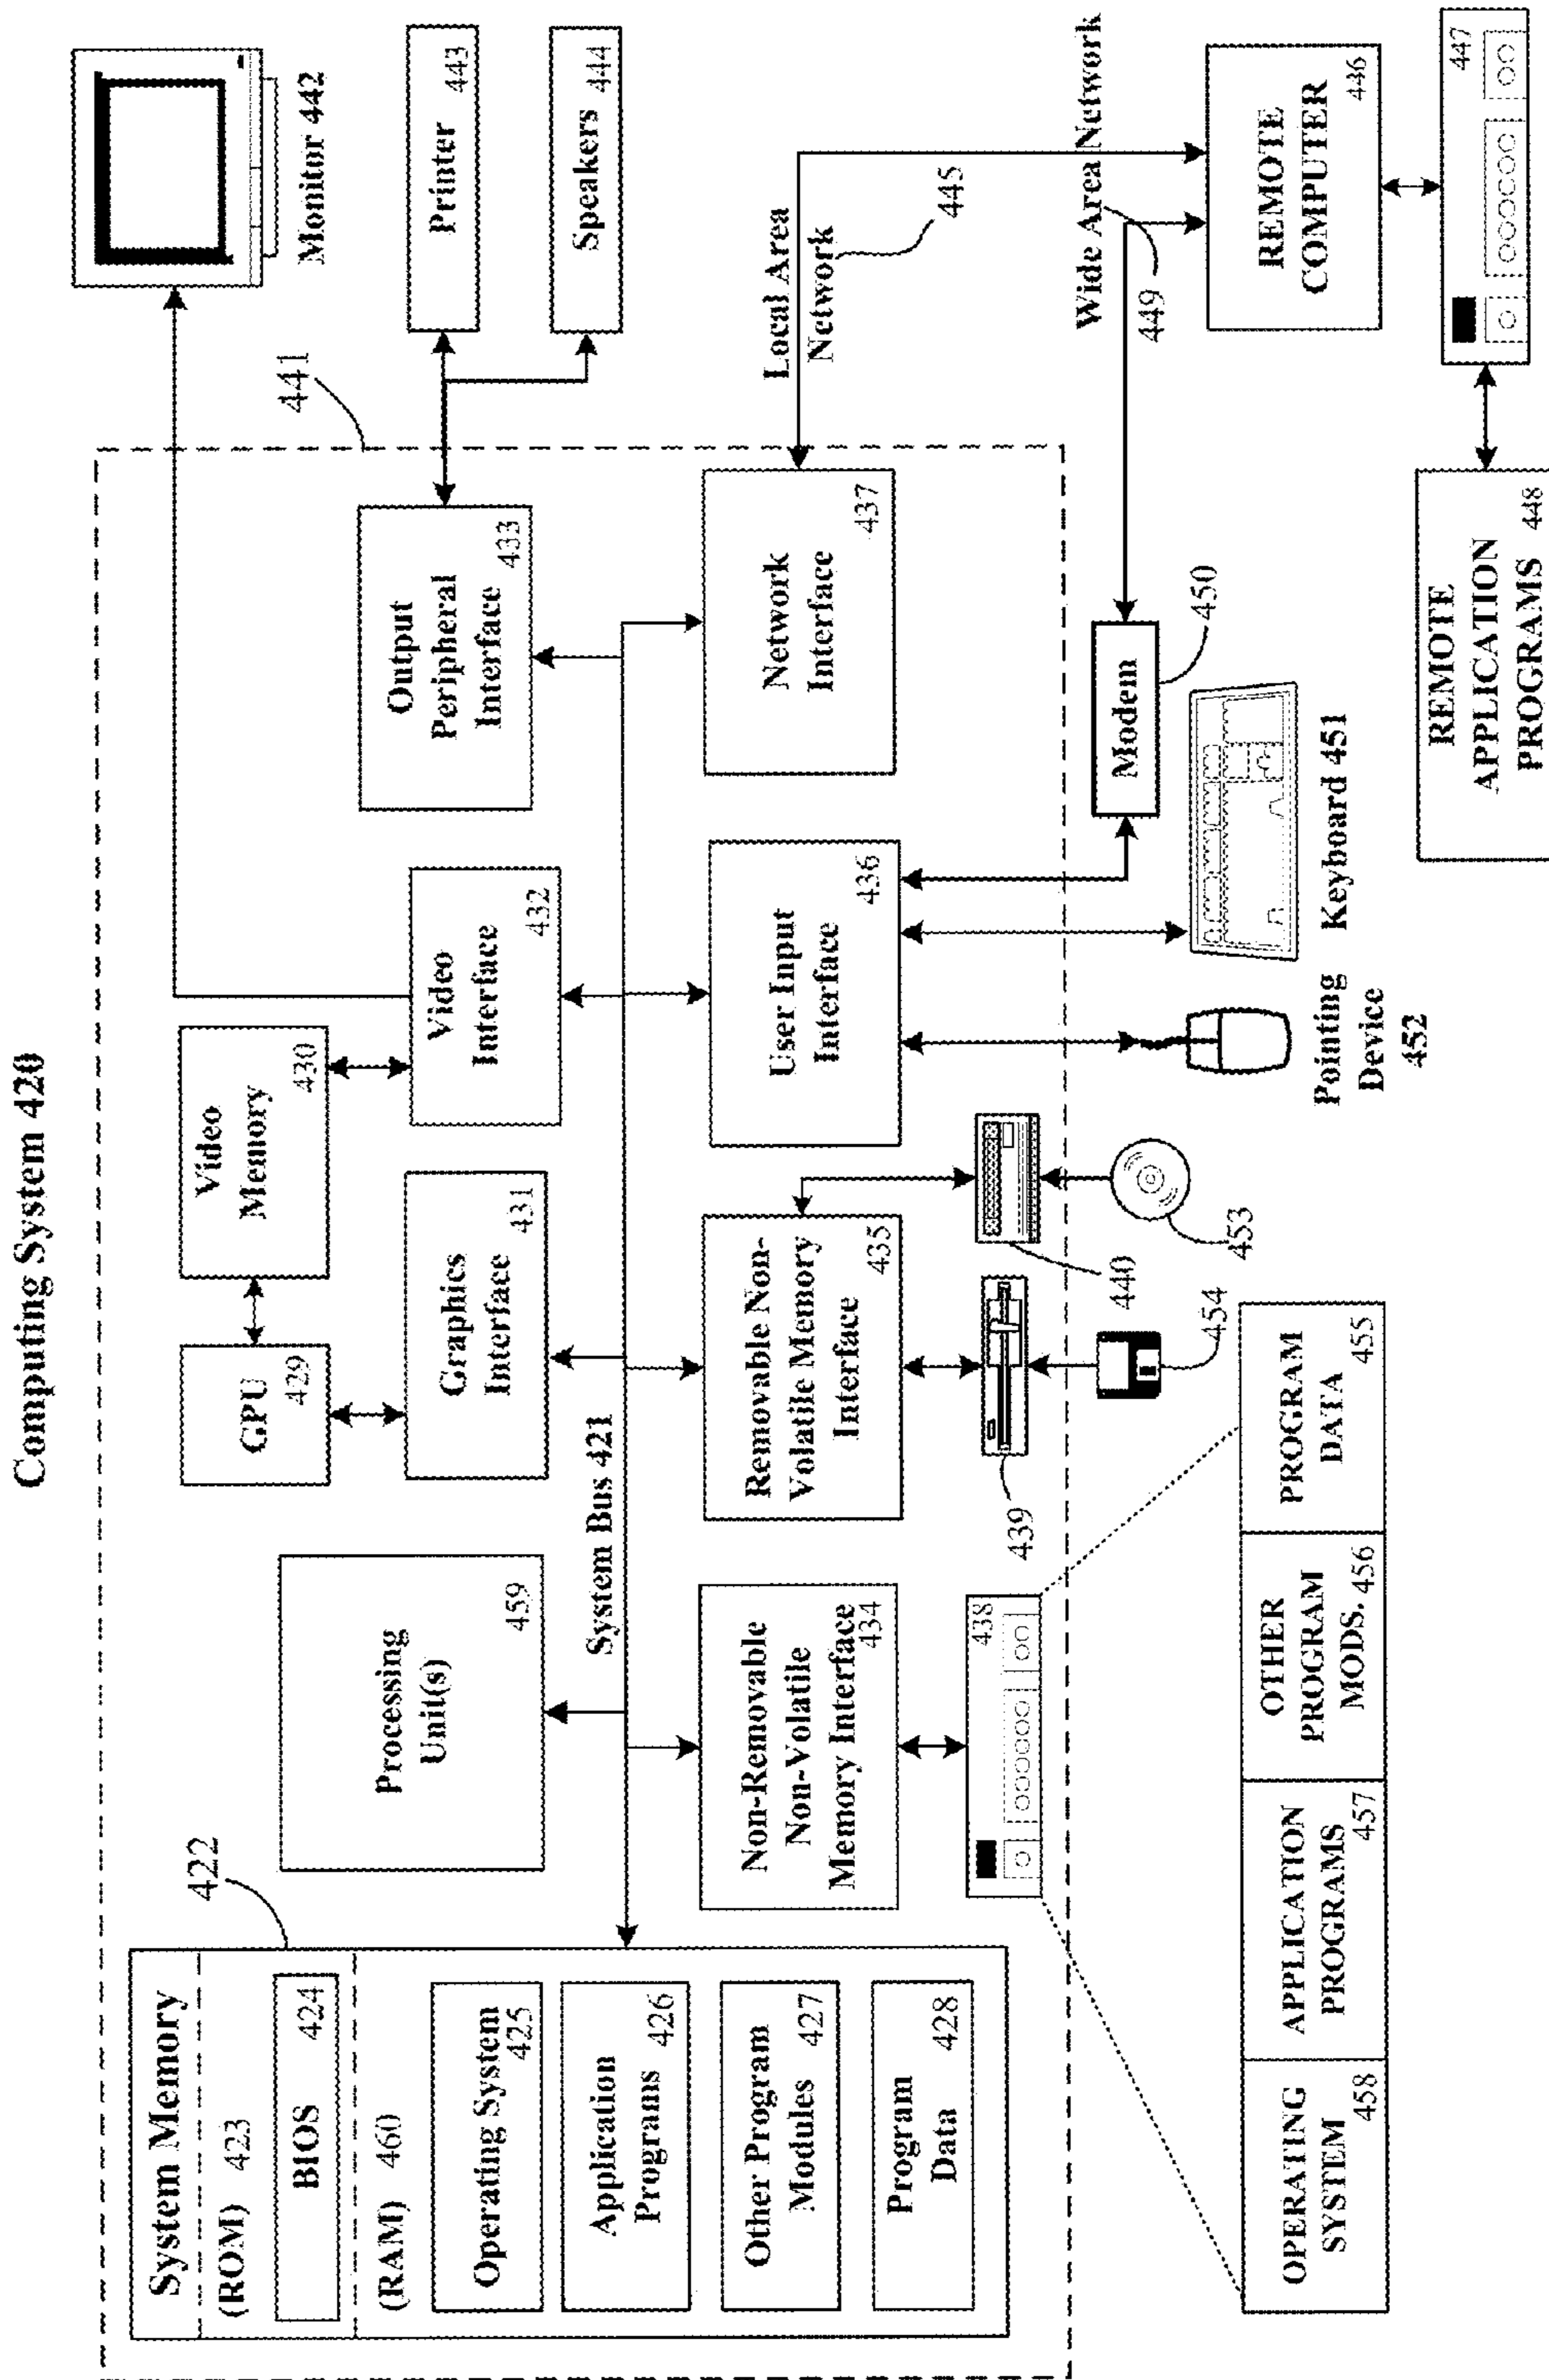 Computing System 420
System Memory
(ROM) 423
BIOS 424
(RAM) 460
Operating System
425
Application
Programs 426
Other Program
Modules 427
Program
Data 428
422
Processing
Unit(s)
459
GPU
429
Video
Memory
430
Graphics
Interface
431
Video
Interface
432
Output
Peripheral
Interface
433
441
Monitor 442
Printer
443
Speakers
444
System Bus 421
Non-Removable
Non-Volatile
Memory Interface
434
Removable Non-
Volatile Memory
Interface
435
User Input
Interface
436
Network
Interface
437
Local Area
Network
445
438
439
440
454
453
Modem
450
Wide Area Network
449
Pointing
Device
452
Keyboard 451
REMOTE
COMPUTER
446
447
REMOTE
APPLICATION
PROGRAMS 448
OPERATING
SYSTEM
458
APPLICATION
PROGRAMS
457
OTHER
PROGRAM
MODS. 456
PROGRAM
DATA
455